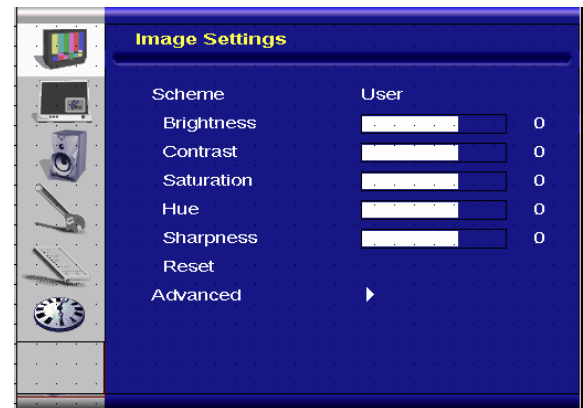 Image Settings
Scheme User
Brightness 0
Contrast 0
Saturation 0
Hue 0
Sharpness 0
Reset
Advanced